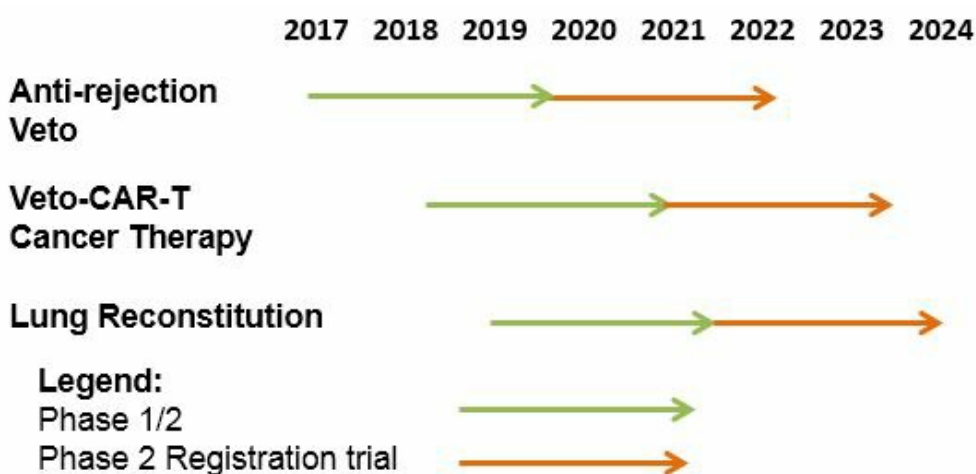 2017 2018 2019 2020 2021 2022 2023 2024
Anti-rejection
Veto
Veto-CAR-T
Cancer Therapy
Lung Reconstitution
Legend:
Phase 1/2
Phase 2 Registration trial